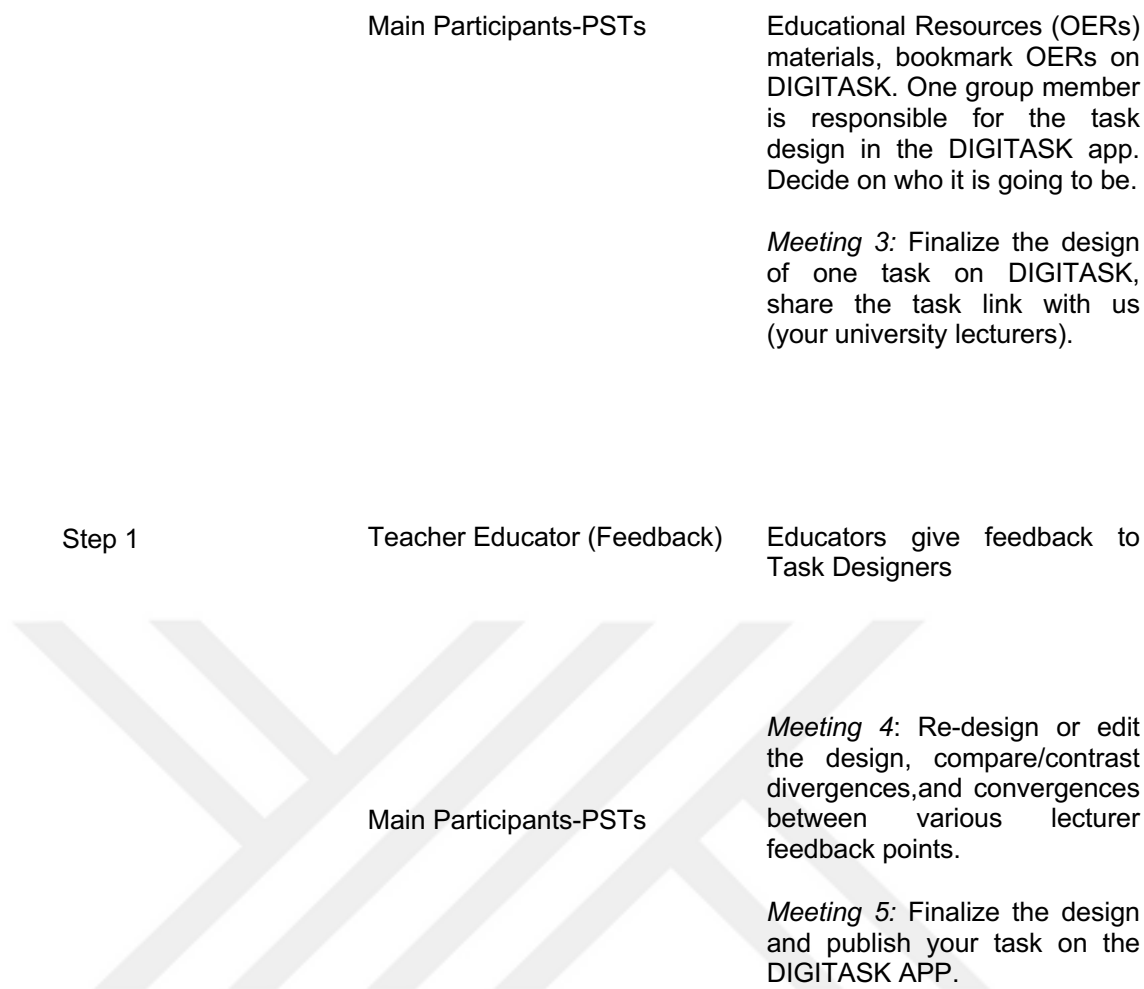 Main Participants-PSTs
Educational Resources (OERs)
materials, bookmark OERs on
DIGITASK. One group member
is responsible for the task
design in the DIGITASK app.
Decide on who it is going to be.
Meeting 3: Finalize the design
of one task on DIGITASK,
share the task link with us
(your university lecturers).
Step 1
Teacher Educator (Feedback)
Educators give feedback to
Task Designers
Main Participants-PSTs
Meeting 4: Re-design or edit
the design, compare/contrast
divergences,and convergences
between various lecturer
feedback points.
Meeting 5: Finalize the design
and publish your task on the
DIGITASK APP.